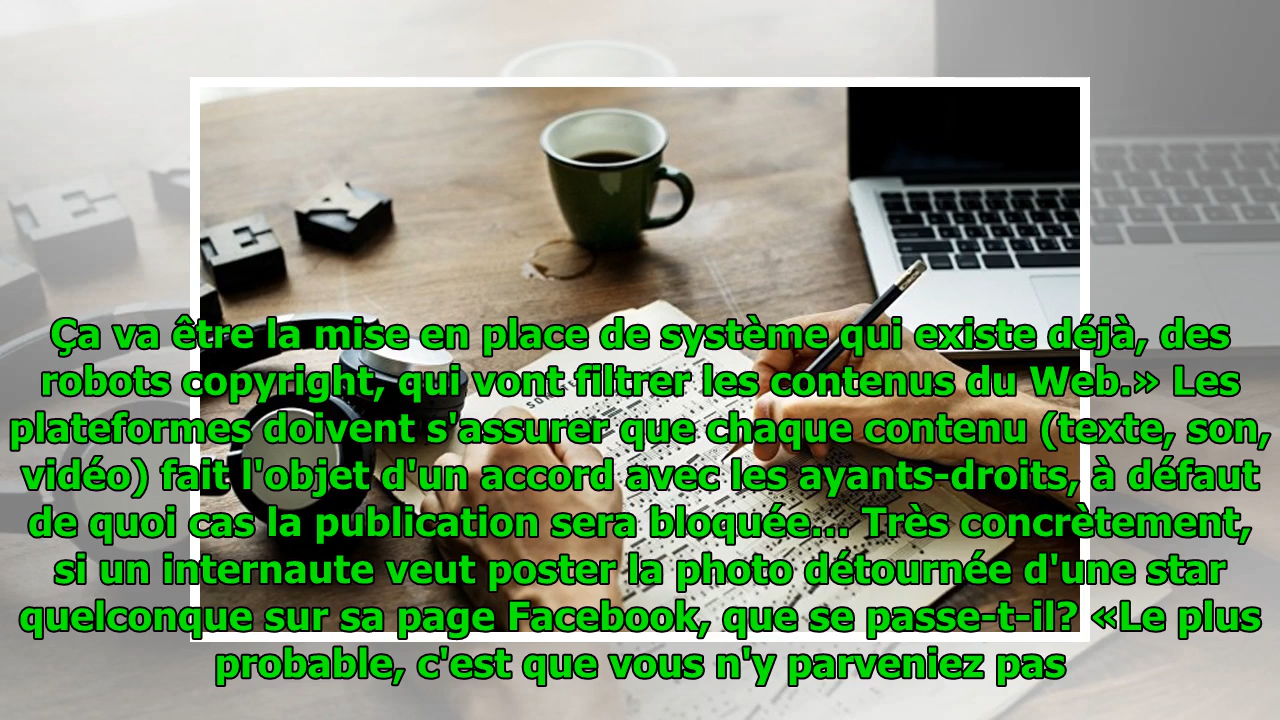 Ça va être la mise en place de système qui existe déjà, des
robots copyright, qui vont filtrer les contenus du Web.» Les
plateformes doivent s'assurer que chaque contenu (texte, son,
vidéo) fait l'objet d'un accord avec les ayants-droits, à défaut
de quoi cas la publication sera bloquée... Très concrètement,
si un internaute veut poster la photo détournée d'une star
quelconque sur sa page Facebook, que se passe-t-il? «Le plus
probable, c'est que vous n'y parveniez pas